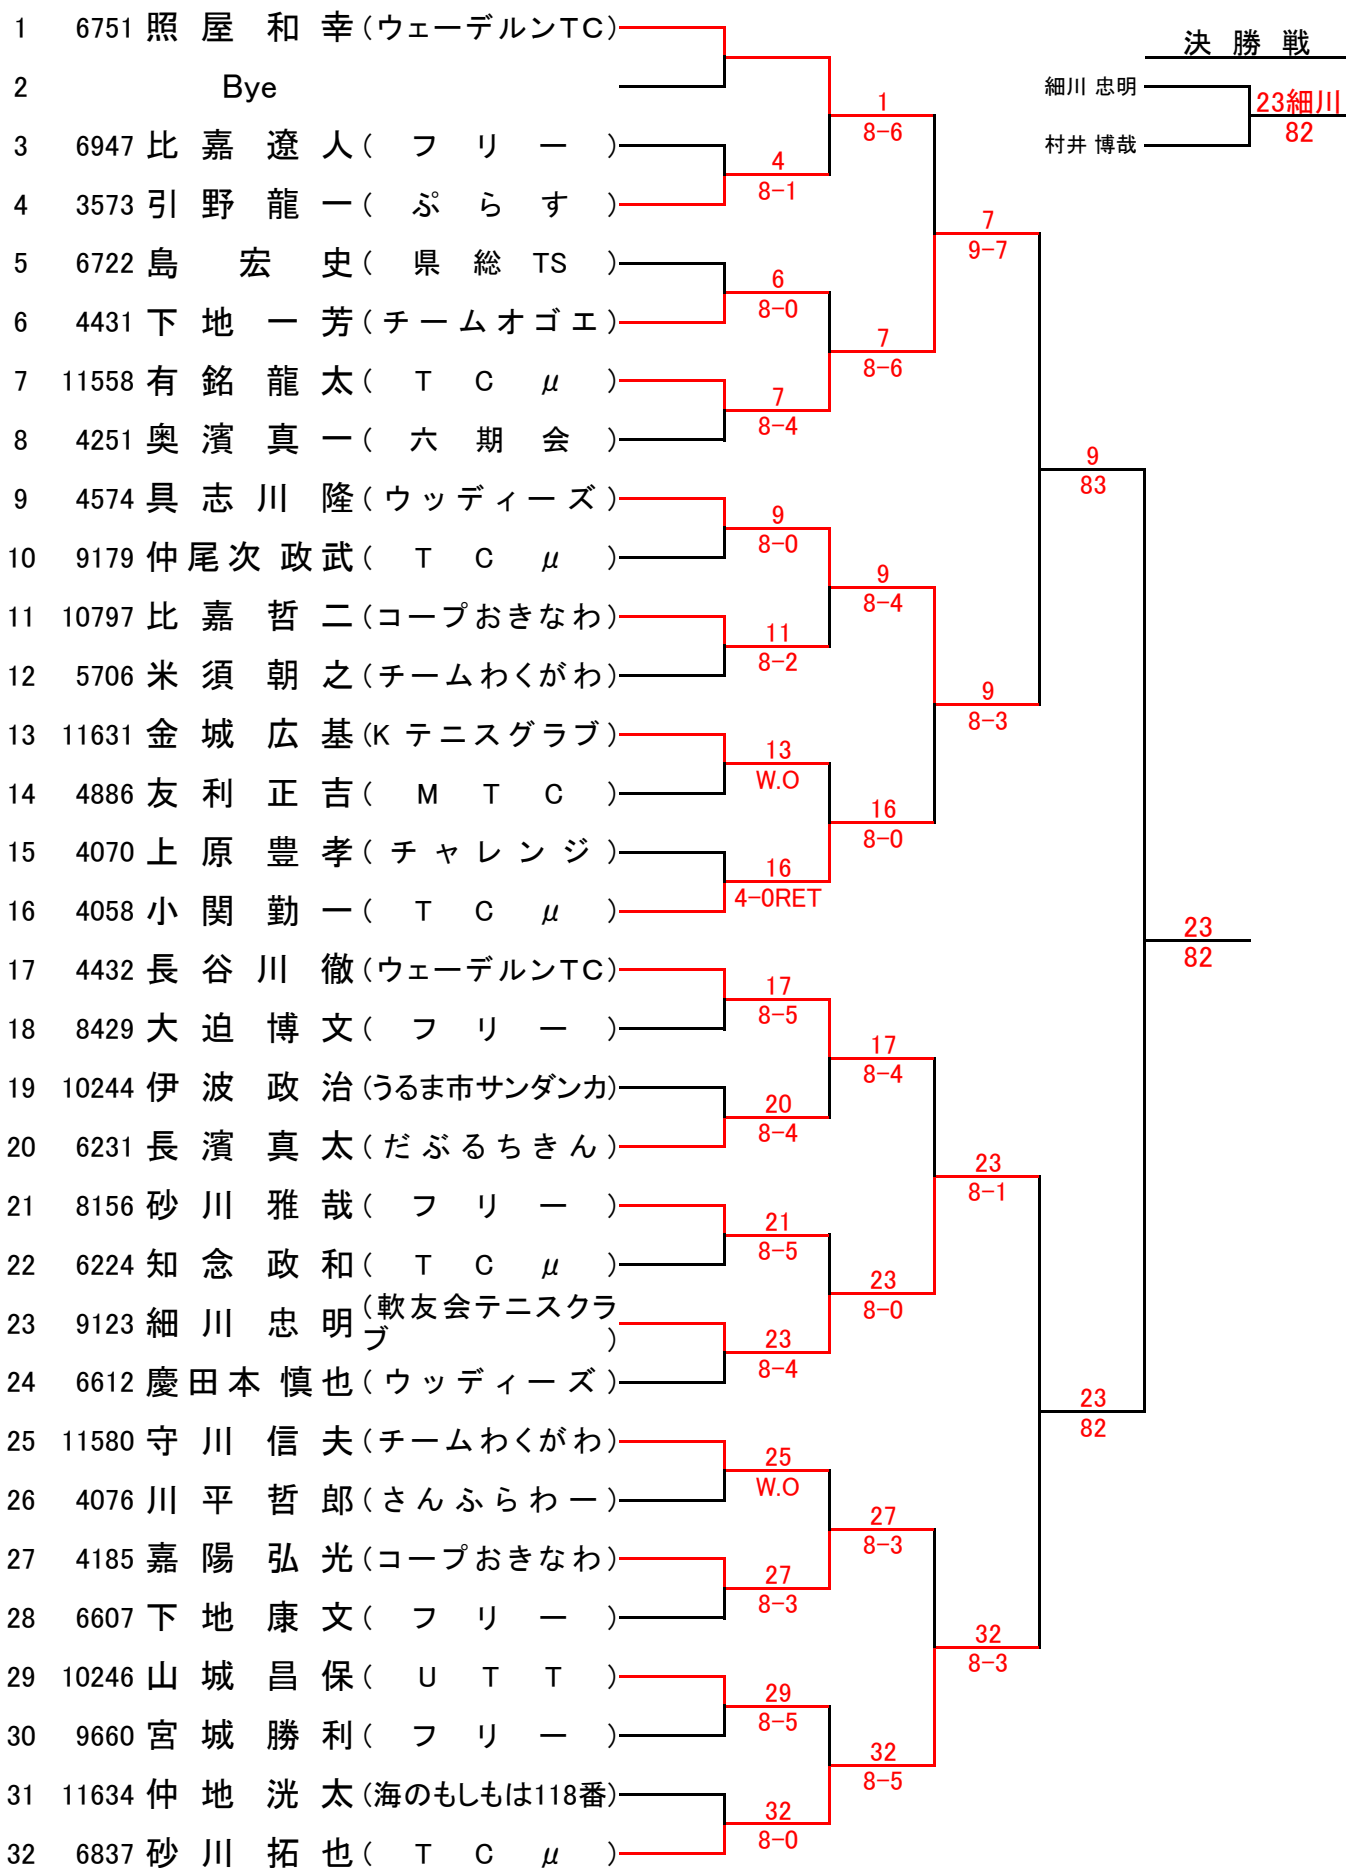 1 6751 照屋 和幸 (ウェーデルンTC)
2 Bye
3 6947 比嘉 遼人 (フリー)
4 3573 引野 龍一 (ぷらす)
5 6722 島 宏史 (県総TS)
6 4431 下地 一芳 (チームオゴエ)
7 11558 有銘 龍太 (TCμ)
8 4251 奥濱 真一 (六期会)
9 4574 具志川 隆 (ウッディーズ)
10 9179 仲尾次 政武 (TCμ)
11 10797 比嘉 哲二 (コープおきなわ)
12 5706 米須 朝之 (チームわくがわ)
13 11631 金城 広基 (K テニスグラブ)
14 4886 友利 正吉 (MTC)
15 4070 上原 豊孝 (チャレンジ)
16 4058 小関 勤一 (TCμ)
17 4432 長谷川 徹 (ウェーデルンTC)
18 8429 大迫 博文 (フリー)
19 10244 伊波 政治 (うるま市サンダンカ)
20 6231 長濱 真太 (だぶるちきん)
21 8156 砂川 雅哉 (フリー)
22 6224 知念 政和 (TCμ)
23 9123 細川 忠明 (軟友会テニスクラ
ブ)
24 6612 慶田本 慎也 (ウッディーズ)
25 11580 守川 信夫 (チームわくがわ)
26 4076 川平 哲郎 (さんふらわー)
27 4185 嘉陽 弘光 (コープおきなわ)
28 6607 下地 康文 (フリー)
29 10246 山城 昌保 (UTT)
30 9660 宮城 勝利 (フリー)
31 11634 仲地 洸太 (海のもしもは118番)
32 6837 砂川 拓也 (TCμ)
4
8-1
6
8-0
7
8-4
9
8-0
11
8-2
13
W.O
16
4-0RET
17
8-5
20
8-4
21
8-5
23
8-4
25
W.O
27
8-3
29
8-5
32
8-0
1
8-6
7
8-6
9
8-4
16
8-0
17
8-4
23
8-0
27
8-3
32
8-5
7
9-7
9
8-3
23
8-1
32
8-3
9
83
23
82
23
82
決勝戦
細川 忠明
村井 博哉
23細川
82